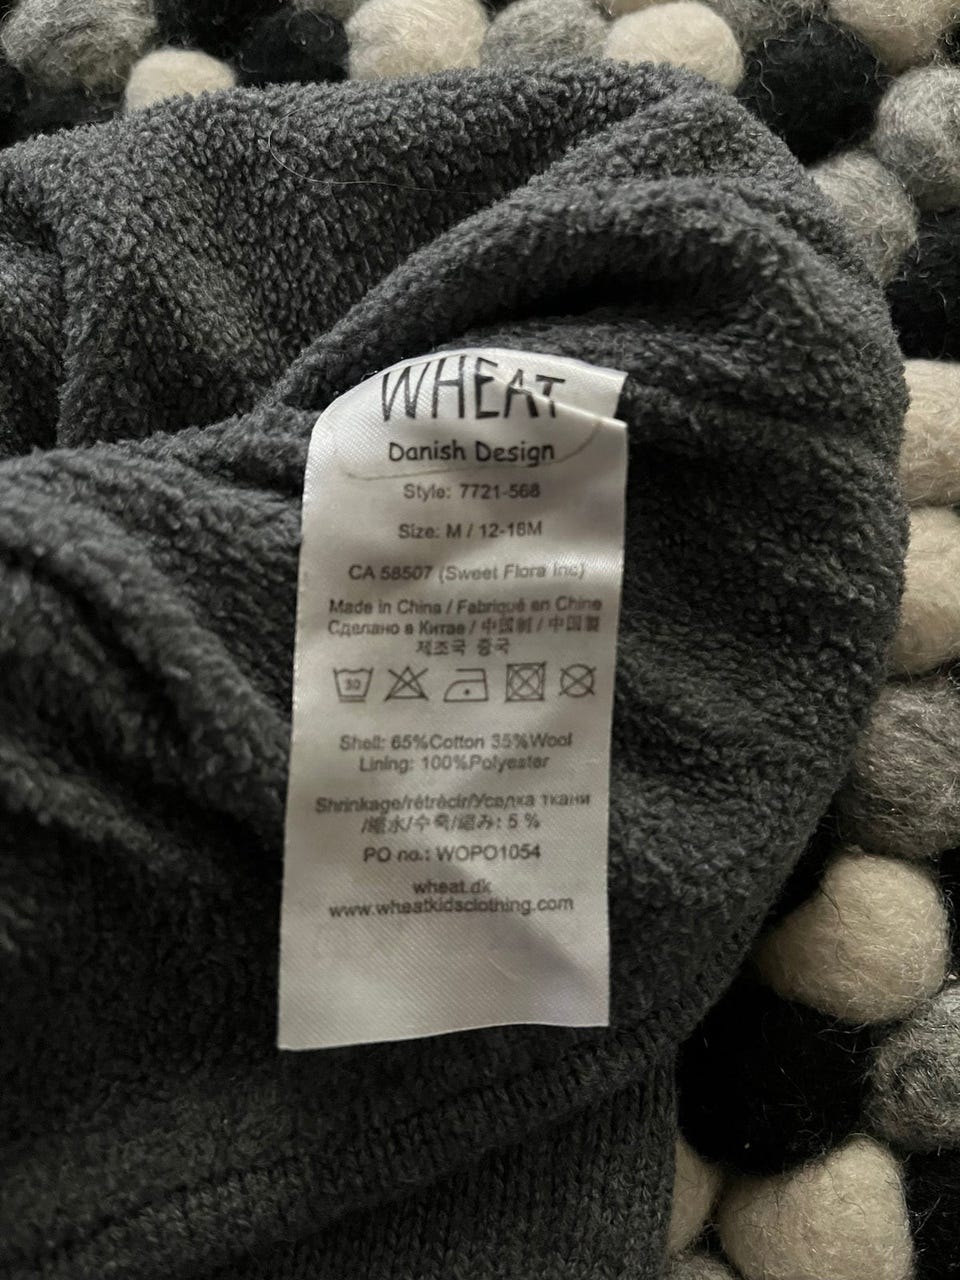 WHEAT
Danish Design
Style: 7721-568
Size: M / 12-18M
CA 58507 (Sweet Flora Inc)
Made in China / Fabriqué en Chine
Сделано в Китае / 中国制 / 中国製
제조국 중국
30
Shell: 65%Cotton 35%Wool
Lining: 100%Polyester
Shrinkage/rétrécir/Усадка ткани
/縮水/수축/縮み: 5 %
PO no.: WOPO1054
wheat.dk
www.wheatkidsclothing.com